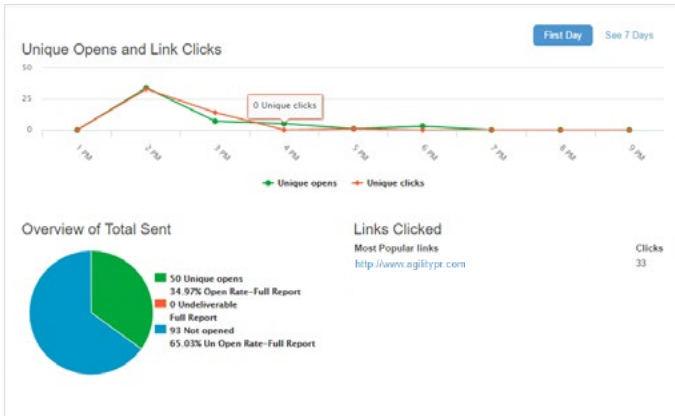 First Day See 7 Days
Unique Opens and Link Clicks
50
25
0
0 Unique clicks
1 PM 2 PM 3 PM 4 PM 5 PM 6 PM 7 PM 8 PM 9 PM
Unique opens Unique clicks
Overview of Total Sent
50 Unique opens
34.97% Open Rate-Full Report
0 Undeliverable
Full Report
93 Not opened
65.03% Un Open Rate-Full Report
Links Clicked
Most Popular links Clicks
http://www.agilitypr.com 33